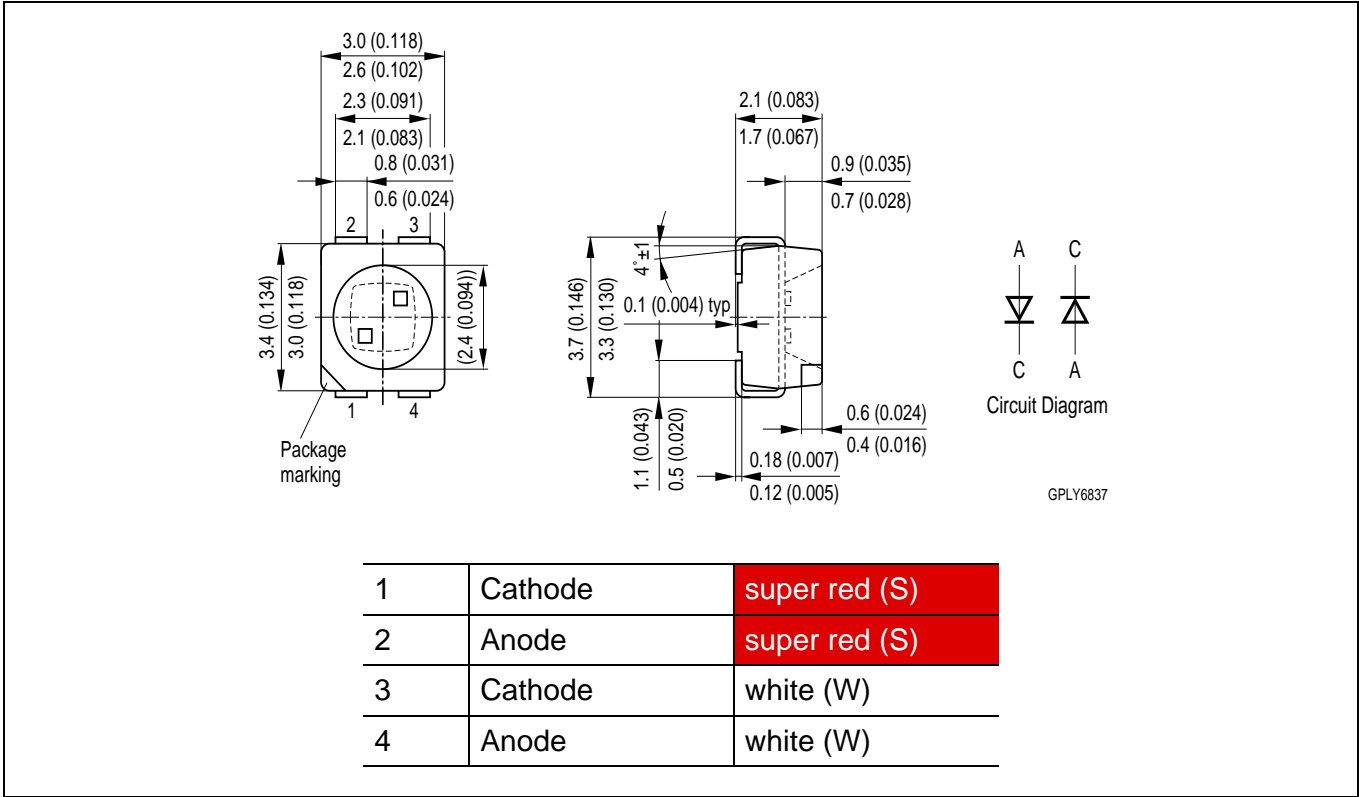 3.0 (0.118)
2.6 (0.102)
2.3 (0.091)
2.1 (0.083)
0.8 (0.031)
0.6 (0.024)
2 3
3.4 (0.134)
3.0 (0.118)
(2.4 (0.094))
1 4
Package
marking
2.1 (0.083)
1.7 (0.067)
0.9 (0.035)
0.7 (0.028)
4˚±1
0.1 (0.004) typ
3.7 (0.146)
3.3 (0.130)
1.1 (0.043)
0.5 (0.020)
0.6 (0.024)
0.4 (0.016)
0.18 (0.007)
0.12 (0.005)
A C
C A
Circuit Diagram
GPLY6837
1 Cathode super red (S)
2 Anode super red (S)
3 Cathode white (W)
4 Anode white (W)